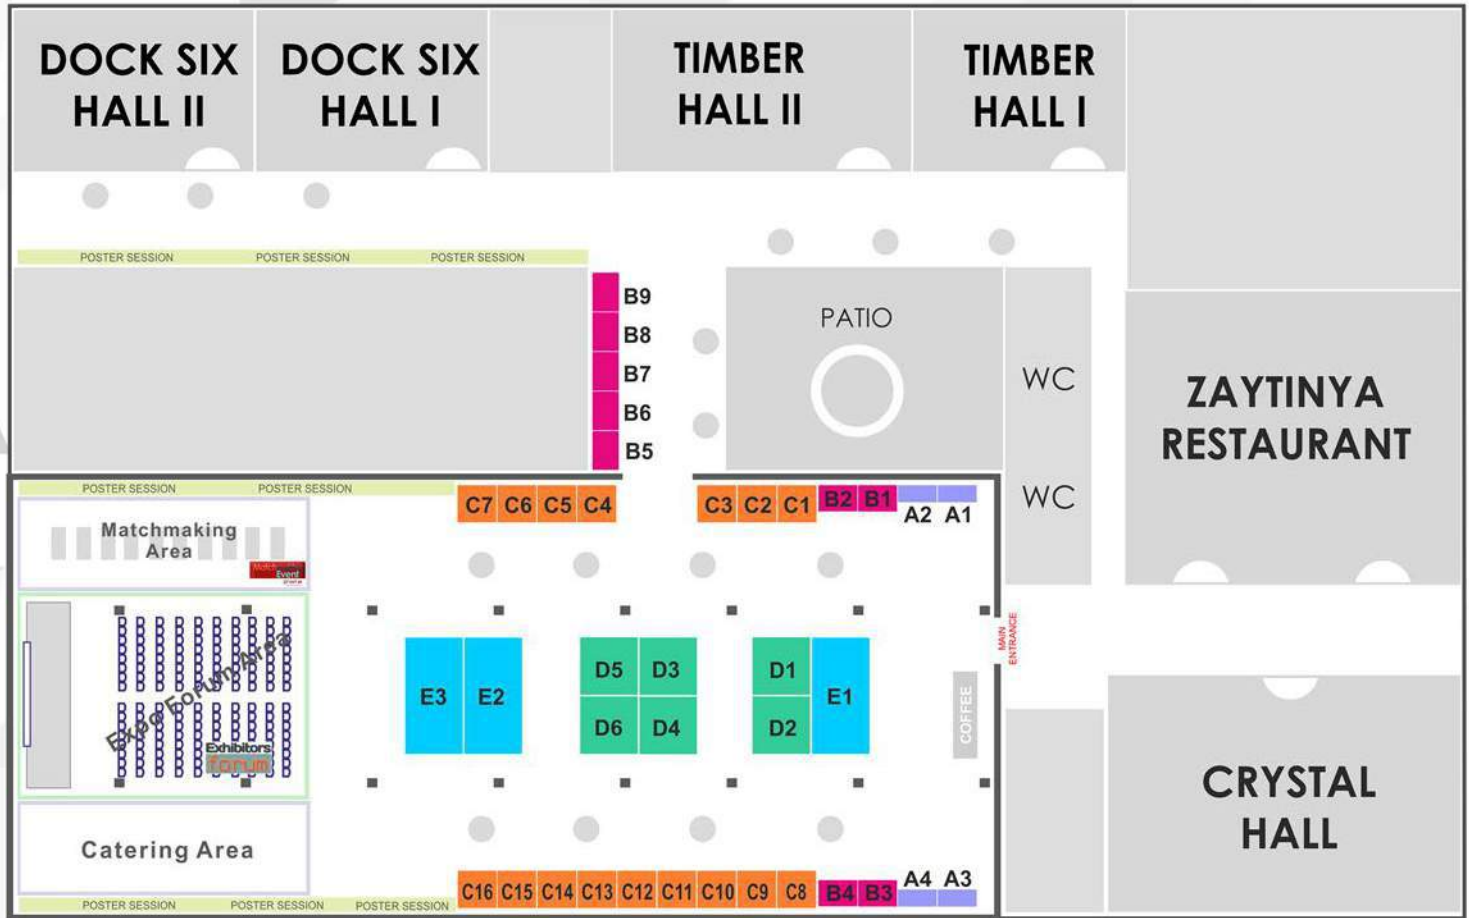 DOCK SIX
HALL II
DOCK SIX
HALL I
TIMBER
HALL II
TIMBER
HALL I
POSTER SESSION
POSTER SESSION
POSTER SESSION
B9
B8
B7
B6
B5
PATIO
WC
WC
ZAYTINYA
RESTAURANT
POSTER SESSION
POSTER SESSION
C7
C6
C5
C4
C3
C2
C1
B2
B1
A2
A1
Matchmaking
Area
Event
MAIN
ENTRANCE
Expo Forum Area
Exhibitors
forum
E3
E2
D5
D3
D6
D4
D1
D2
E1
COFFEE
CRYSTAL
HALL
Catering Area
C16
C15
C14
C13
C12
C11
C10
C9
C8
B4
B3
A4
A3
POSTER SESSION
POSTER SESSION
POSTER SESSION